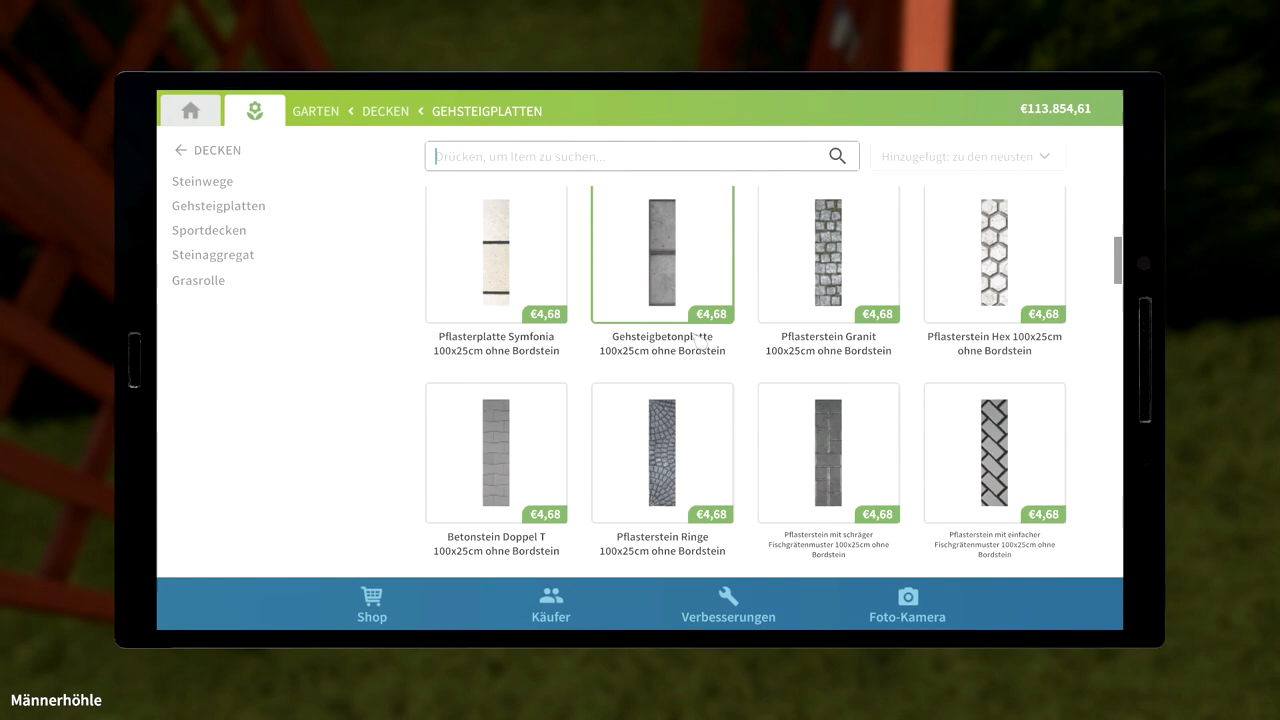 GARTEN < DECKEN < GEHSTEIGPLATTEN
€113.854,61
DECKEN
Steinwege
Gehsteigplatten
Sportdecken
Steinaggregat
Grasrolle
Drücken, um Item zu suchen...
Hinzugefügt: zu den neusten
€4,68
€4,68
€4,68
€4,68
Pflasterplatte Symfonia
100x25cm ohne Bordstein
Gehsteigbetonplatte
100x25cm ohne Bordstein
Pflasterstein Granit
100x25cm ohne Bordstein
Pflasterstein Hex 100x25cm
ohne Bordstein
€4,68
€4,68
€4,68
€4,68
Betonstein Doppel T
100x25cm ohne Bordstein
Pflasterstein Ringe
100x25cm ohne Bordstein
Pflasterstein mit schräger
Fischgrätenmuster 100x25cm ohne
Bordstein
Pflasterstein mit einfacher
Fischgrätenmuster 100x25cm ohne
Bordstein
Shop
Käufer
Verbesserungen
Foto-Kamera
Männerhöhle